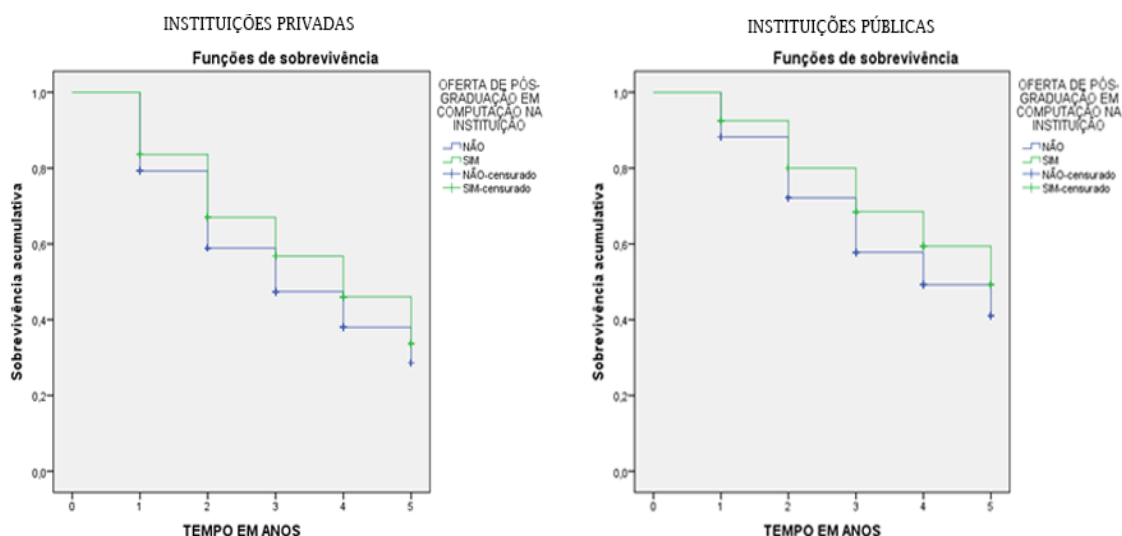 INSTITUIÇÕES PRIVADAS
Funções de sobrevivência
Sobrevivência acumulativa
1,0
0,8
0,6
0,4
0,2
0,0
0 1 2 3 4 5
TEMPO EM ANOS
OFERTA DE PÓS-
GRADUAÇÃO EM
COMPUTAÇÃO NA
INSTITUIÇÃO
NÃO
SIM
NÃO-censurado
SIM-censurado
INSTITUIÇÕES PÚBLICAS
Funções de sobrevivência
Sobrevivência acumulativa
1,0
0,8
0,6
0,4
0,2
0,0
0 1 2 3 4 5
TEMPO EM ANOS
OFERTA DE PÓS-
GRADUAÇÃO EM
COMPUTAÇÃO NA
INSTITUIÇÃO
NÃO
SIM
NÃO-censurado
SIM-censurado